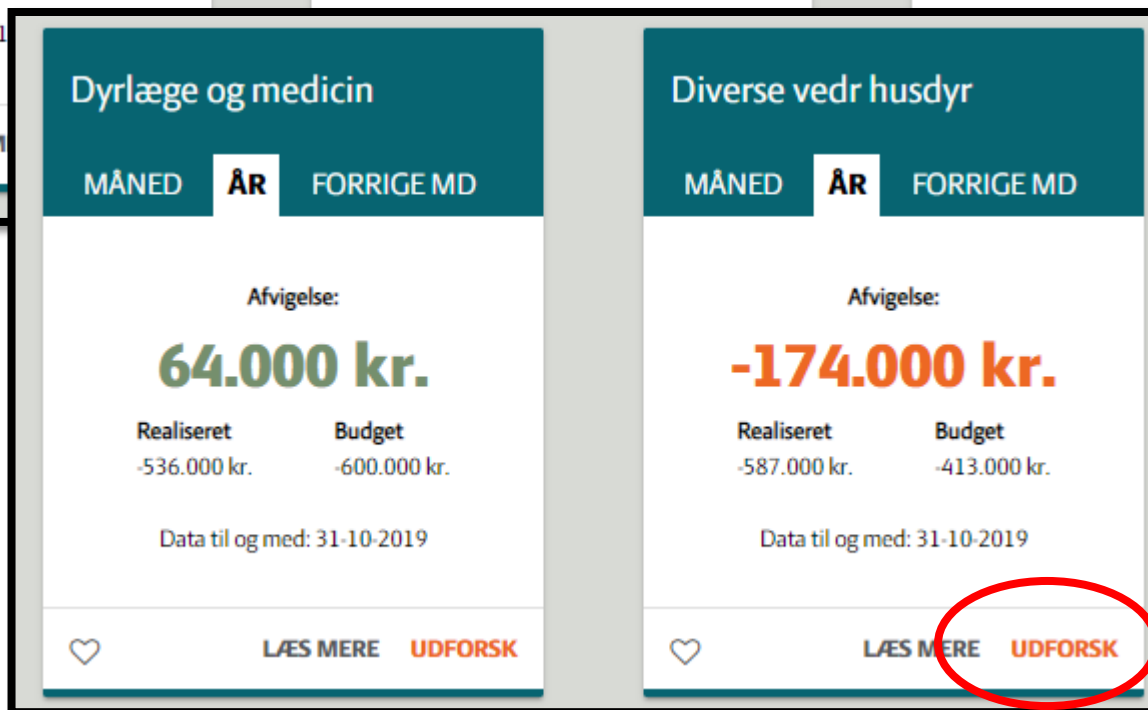 Dyrlæge og medicin
MÅNED ÅR FORRIGE MD
Afvigelse:
64.000 kr.
Realiseret Budget
-536.000 kr. -600.000 kr.
Data til og med: 31-10-2019
LÆS MERE UDFORSK
Diverse vedr husdyr
MÅNED ÅR FORRIGE MD
Afvigelse:
-174.000 kr.
Realiseret Budget
-587.000 kr. -413.000 kr.
Data til og med: 31-10-2019
LÆS MERE UDFORSK